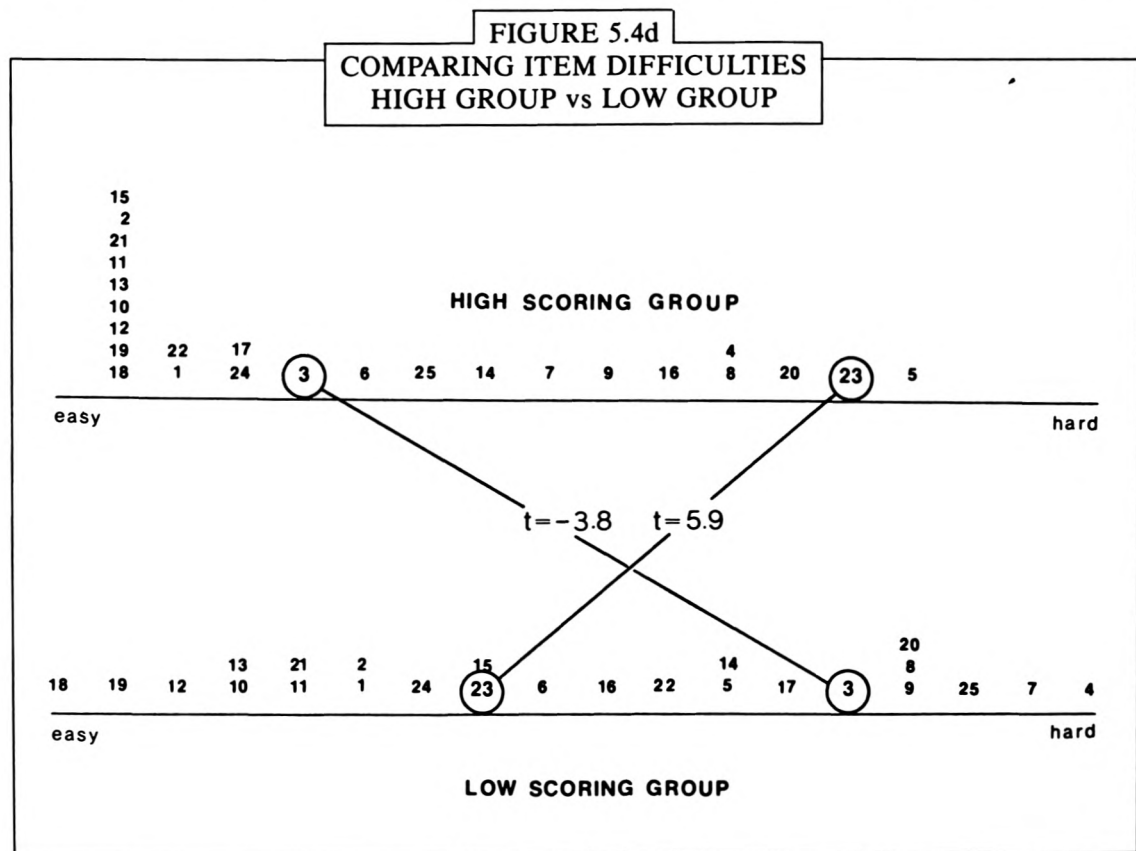 FIGURE 5.4d
COMPARING ITEM DIFFICULTIES
HIGH GROUP vs LOW GROUP
15
2
21
11
13
10
HIGH SCORING GROUP
12
19 22 17 4
18 1 24 3 6 25 14 7 9 16 8 20 23 5
easy hard
t=-3.8 t=5.9
20
13 21 2 15 14 8
18 19 12 10 11 1 24 23 6 16 22 5 17 3 9 25 7 4
easy hard
LOW SCORING GROUP